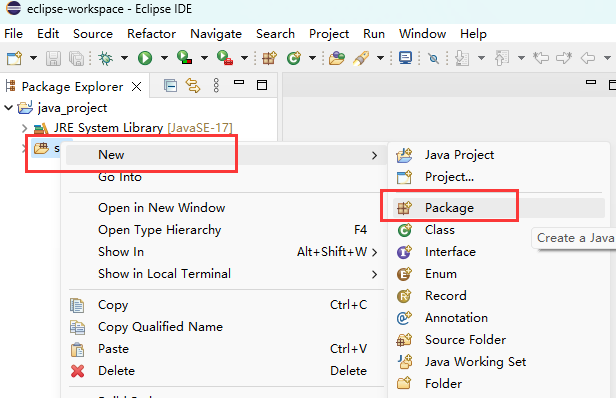 eclipse-workspace - Eclipse IDE
File Edit Source Refactor Navigate Search Project Run Window Help
Package Explorer
java_project
JRE System Library [JavaSE-17]
s
New
Go Into
Open in New Window
Open Type Hierarchy F4
Show In Alt+Shift+W
Show in Local Terminal
Copy Ctrl+C
Copy Qualified Name
Paste Ctrl+V
Delete Delete
Java Project
Project...
Package
Class
Create a Java
Interface
Enum
Record
Annotation
Source Folder
Java Working Set
Folder